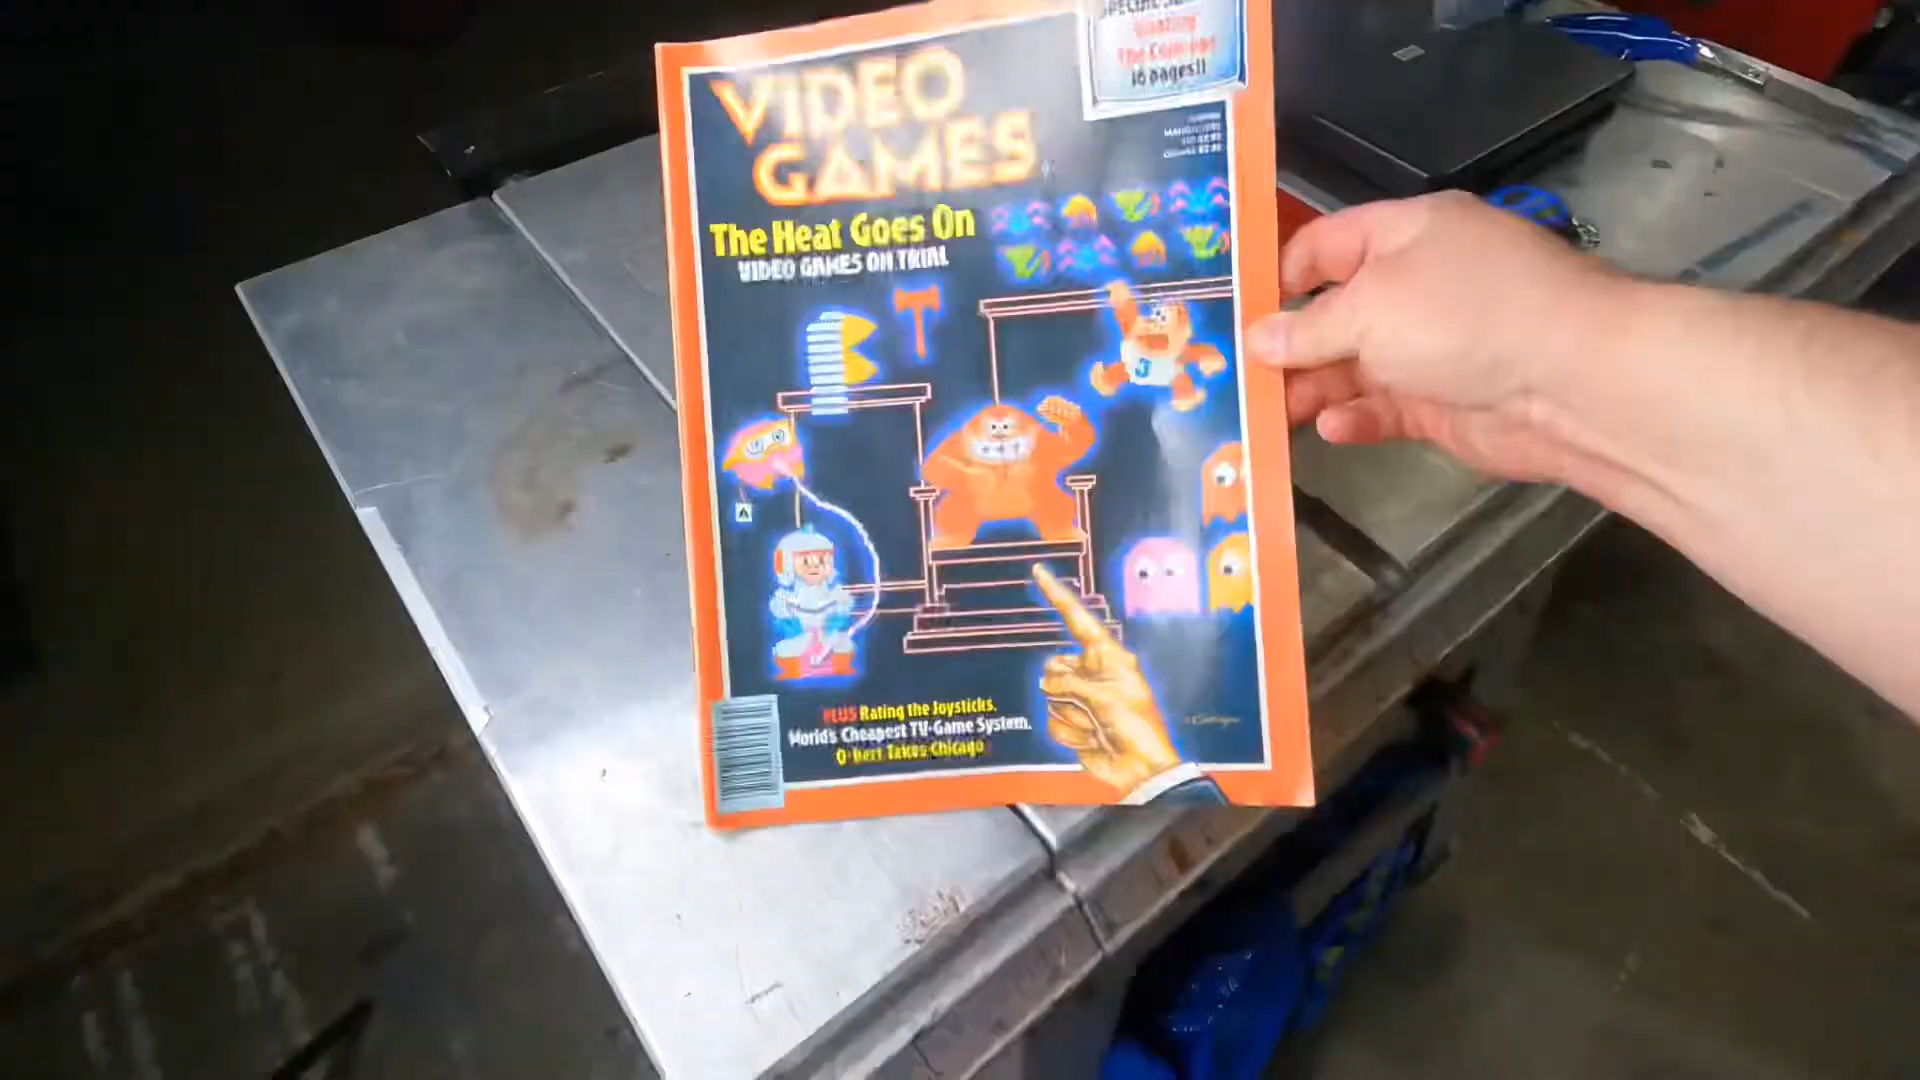 16 pages!!
VIDEO
GAMES
The Heat Goes On
VIDEO GAMES ON TRIAL
J
PLUS Rating the Joysticks.
World's Cheapest TV-Game System.
Takes Chicago